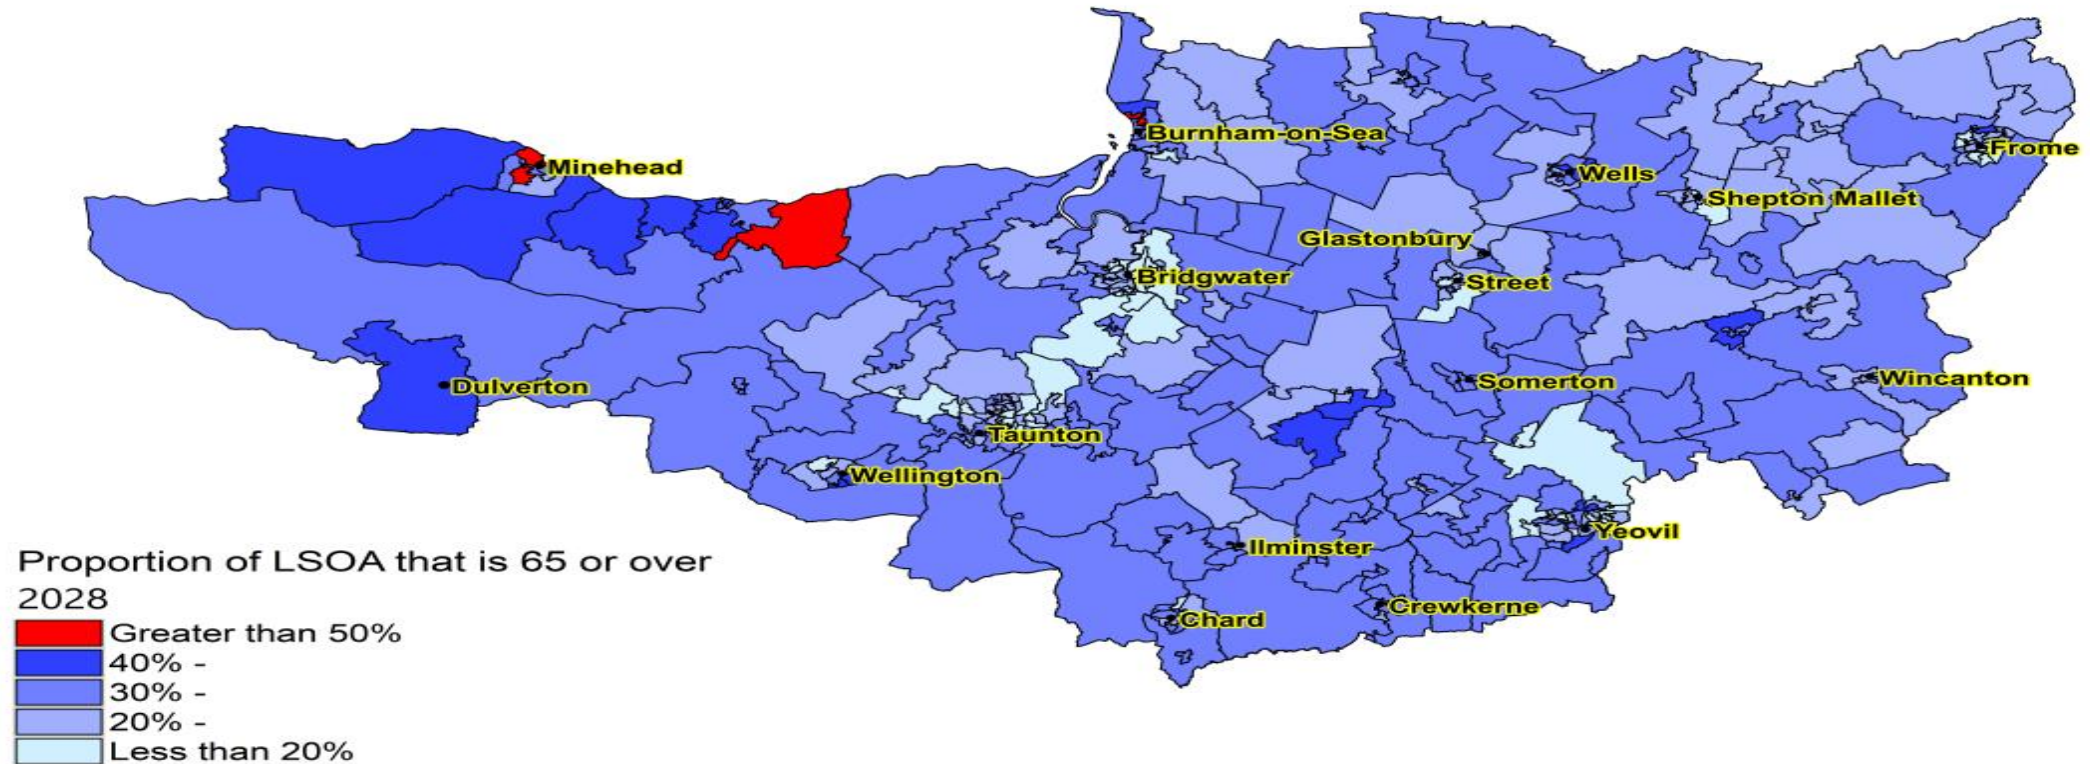 Burnham-on-Sea
Minehead
Frome
Wells
Shepton Mallet
Glastonbury
Bridgwater
Street
Dulverton
Somerton
Wincanton
Taunton
Wellington
Yeovil
Ilminster
Crewkerne
Chard
Proportion of LSOA that is 65 or over
2028
Greater than 50%
40% -
30% -
20% -
Less than 20%